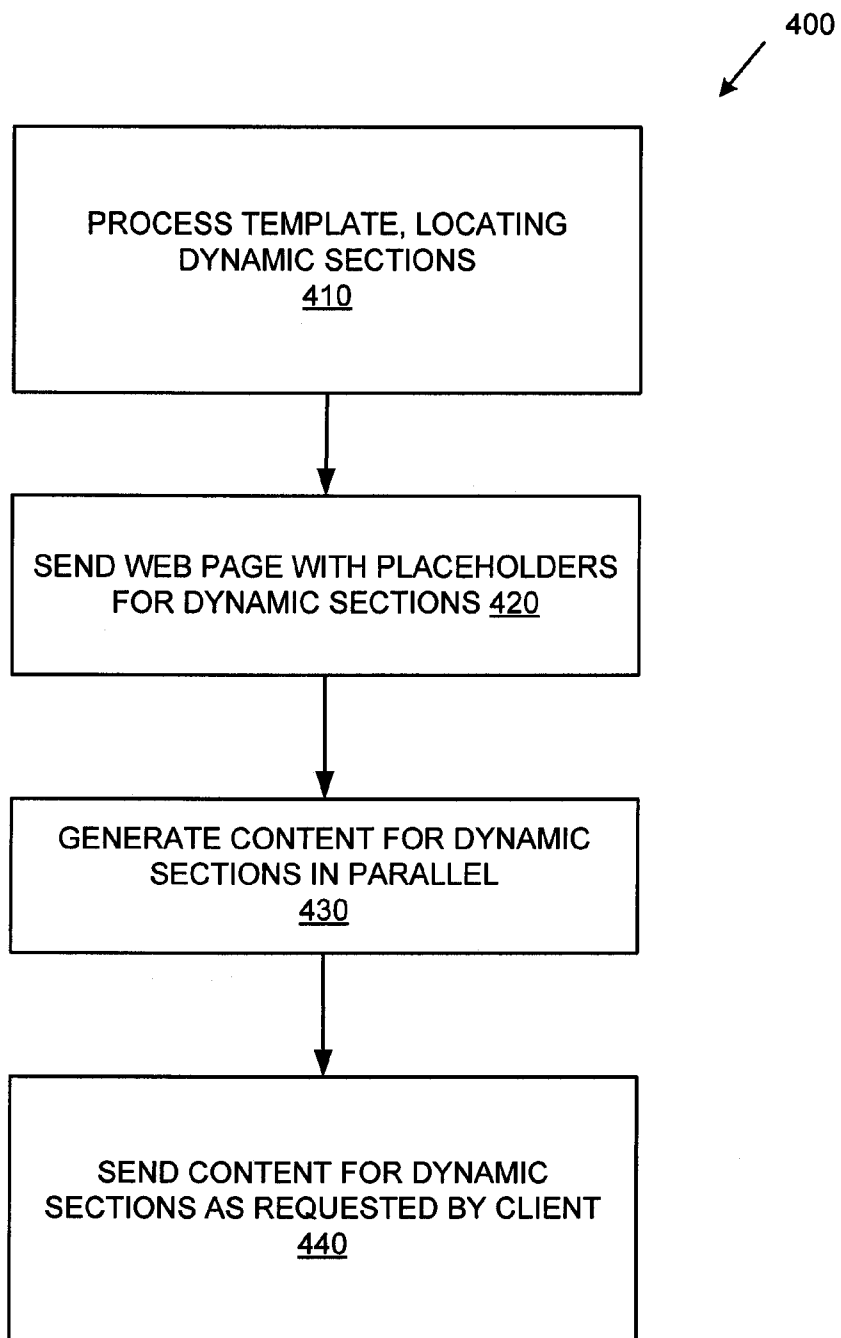 400
PROCESS TEMPLATE, LOCATING
DYNAMIC SECTIONS
410
SEND WEB PAGE WITH PLACEHOLDERS
FOR DYNAMIC SECTIONS 420
GENERATE CONTENT FOR DYNAMIC
SECTIONS IN PARALLEL
430
SEND CONTENT FOR DYNAMIC
SECTIONS AS REQUESTED BY CLIENT
440